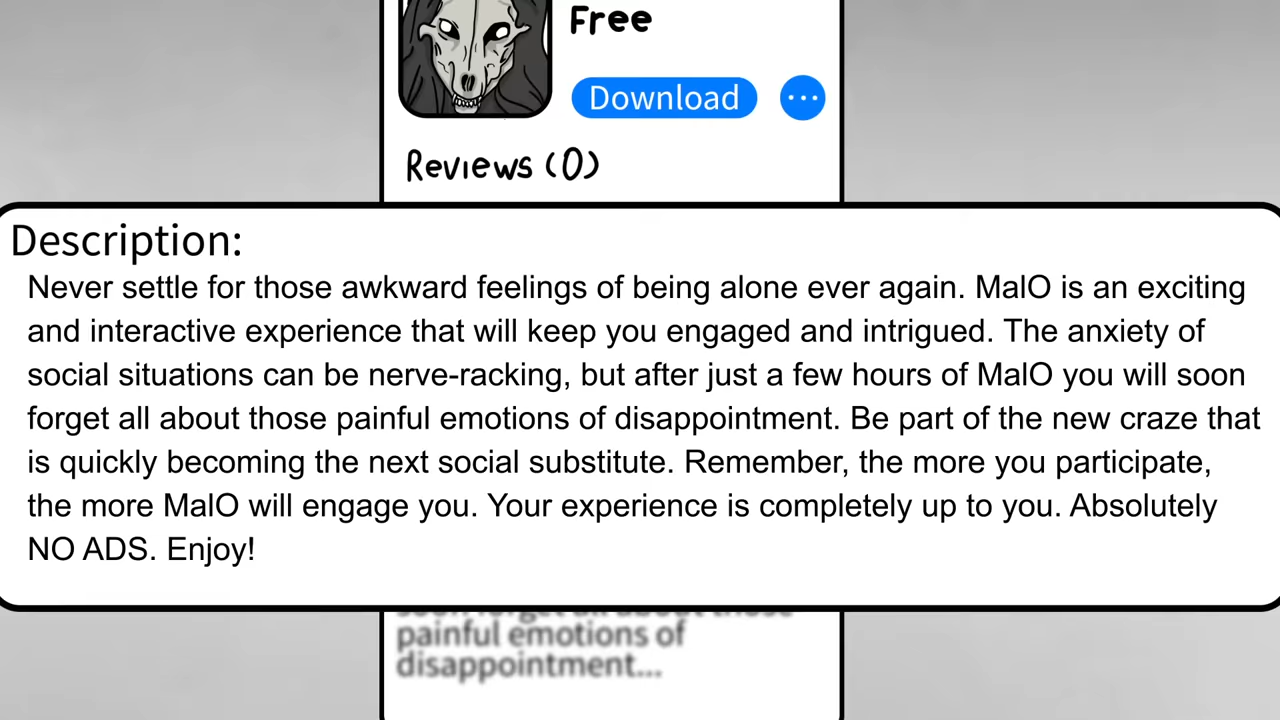 Free
Download
Reviews (0)
Description:
Never settle for those awkward feelings of being alone ever again. MalO is an exciting
and interactive experience that will keep you engaged and intrigued. The anxiety of
social situations can be nerve-racking, but after just a few hours of MalO you will soon
forget all about those painful emotions of disappointment. Be part of the new craze that
is quickly becoming the next social substitute. Remember, the more you participate,
the more MalO will engage you. Your experience is completely up to you. Absolutely
NO ADS. Enjoy!
soon forget all about those
painful emotions of
disappointment...